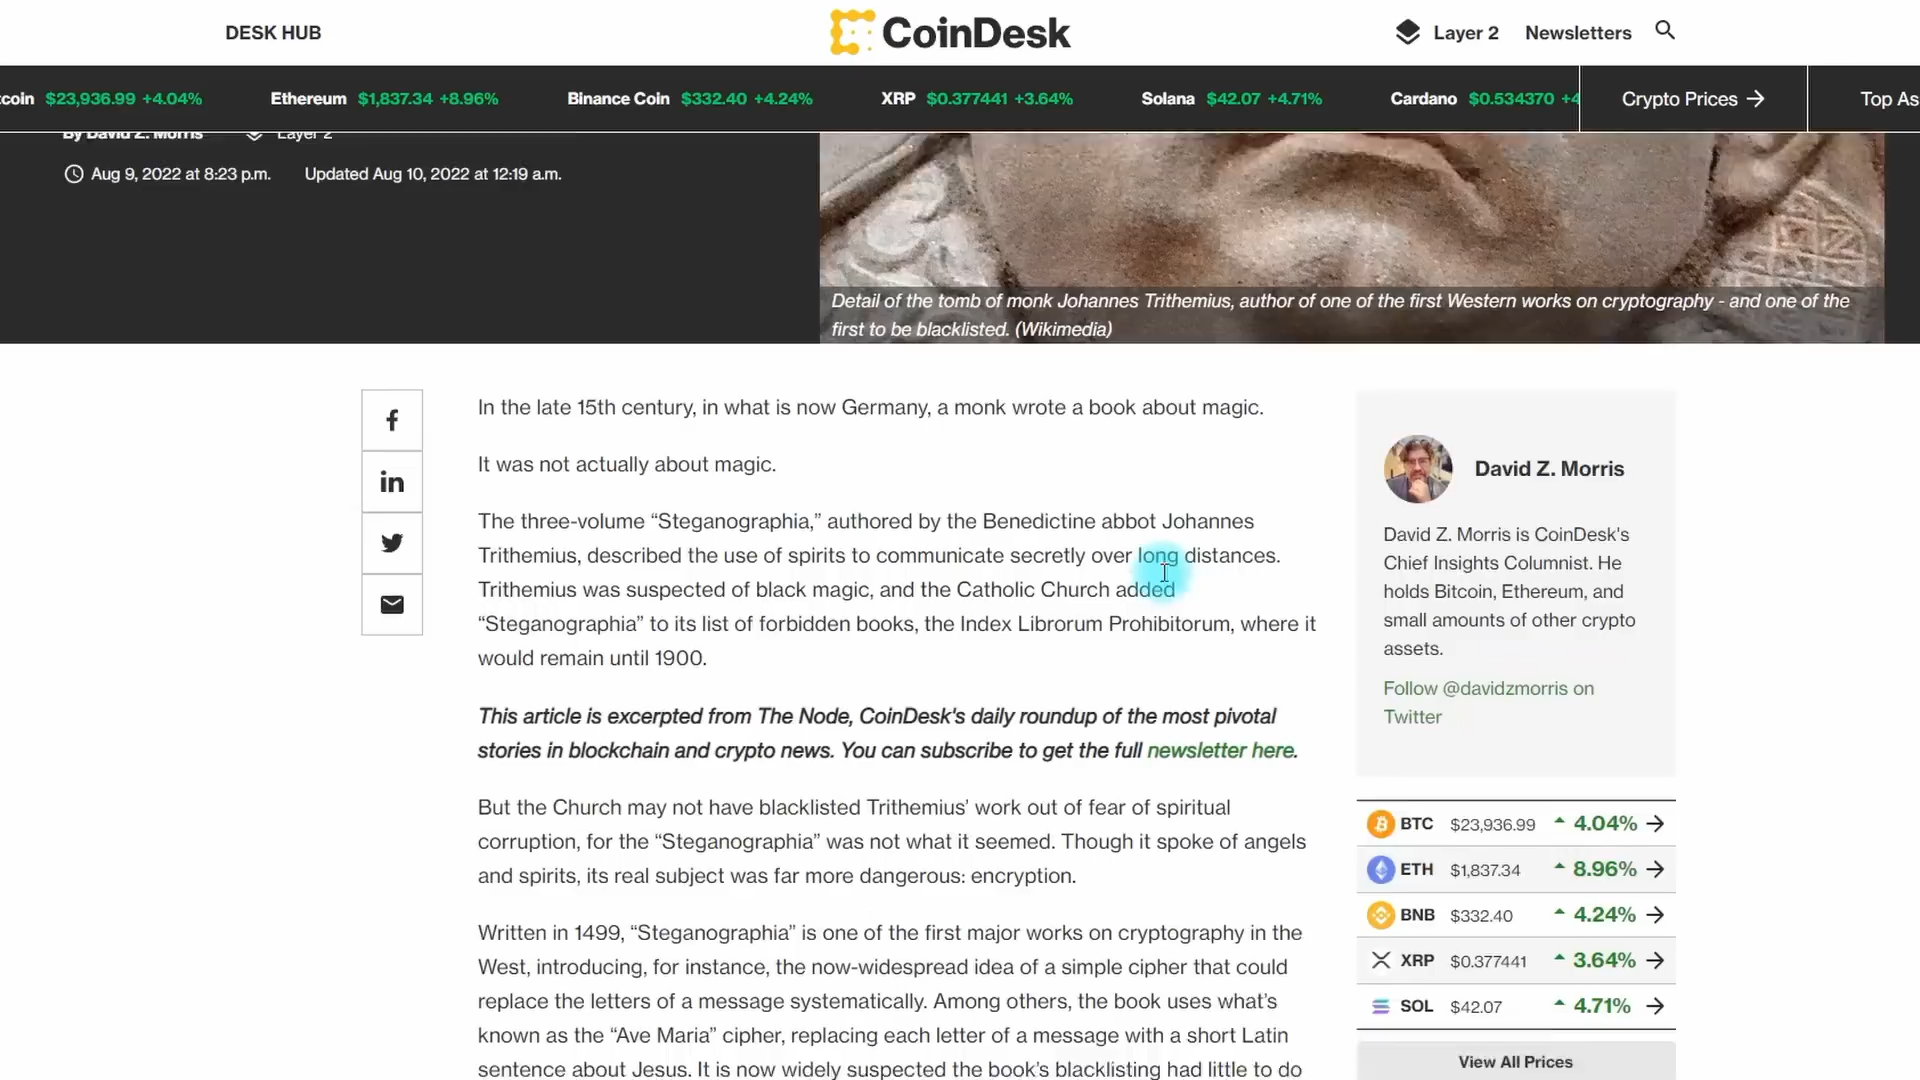 DESK HUB
CoinDesk
Layer 2
Newsletters
coin $23,936.99 +4.04%
Ethereum $1,837.34 +8.96%
Binance Coin $332.40 +4.24%
XRP $0.377441 +3.64%
Solana $42.07 +4.71%
Cardano $0.534370 +4
Crypto Prices
Top As
By David Z. Morris
Layer 2
Aug 9, 2022 at 8:23 p.m.
Updated Aug 10, 2022 at 12:19 a.m.
Detail of the tomb of monk Johannes Trithemius, author of one of the first Western works on cryptography - and one of the
first to be blacklisted. (Wikimedia)
In the late 15th century, in what is now Germany, a monk wrote a book about magic.
It was not actually about magic.
The three-volume “Steganographia,” authored by the Benedictine abbot Johannes
Trithemius, described the use of spirits to communicate secretly over long distances.
Trithemius was suspected of black magic, and the Catholic Church added
“Steganographia” to its list of forbidden books, the Index Librorum Prohibitorum, where it
would remain until 1900.
This article is excerpted from The Node, CoinDesk's daily roundup of the most pivotal
stories in blockchain and crypto news. You can subscribe to get the full newsletter here.
But the Church may not have blacklisted Trithemius’ work out of fear of spiritual
corruption, for the “Steganographia” was not what it seemed. Though it spoke of angels
and spirits, its real subject was far more dangerous: encryption.
Written in 1499, “Steganographia” is one of the first major works on cryptography in the
West, introducing, for instance, the now-widespread idea of a simple cipher that could
replace the letters of a message systematically. Among others, the book uses what’s
known as the “Ave Maria” cipher, replacing each letter of a message with a short Latin
sentence about Jesus. It is now widely suspected the book’s blacklisting had little to do
David Z. Morris
David Z. Morris is CoinDesk's
Chief Insights Columnist. He
holds Bitcoin, Ethereum, and
small amounts of other crypto
assets.
Follow @davidzmorris on
Twitter
BTC $23,936.99 4.04%
ETH $1,837.34 8.96%
BNB $332.40 4.24%
XRP $0.377441 3.64%
SOL $42.07 4.71%
View All Prices